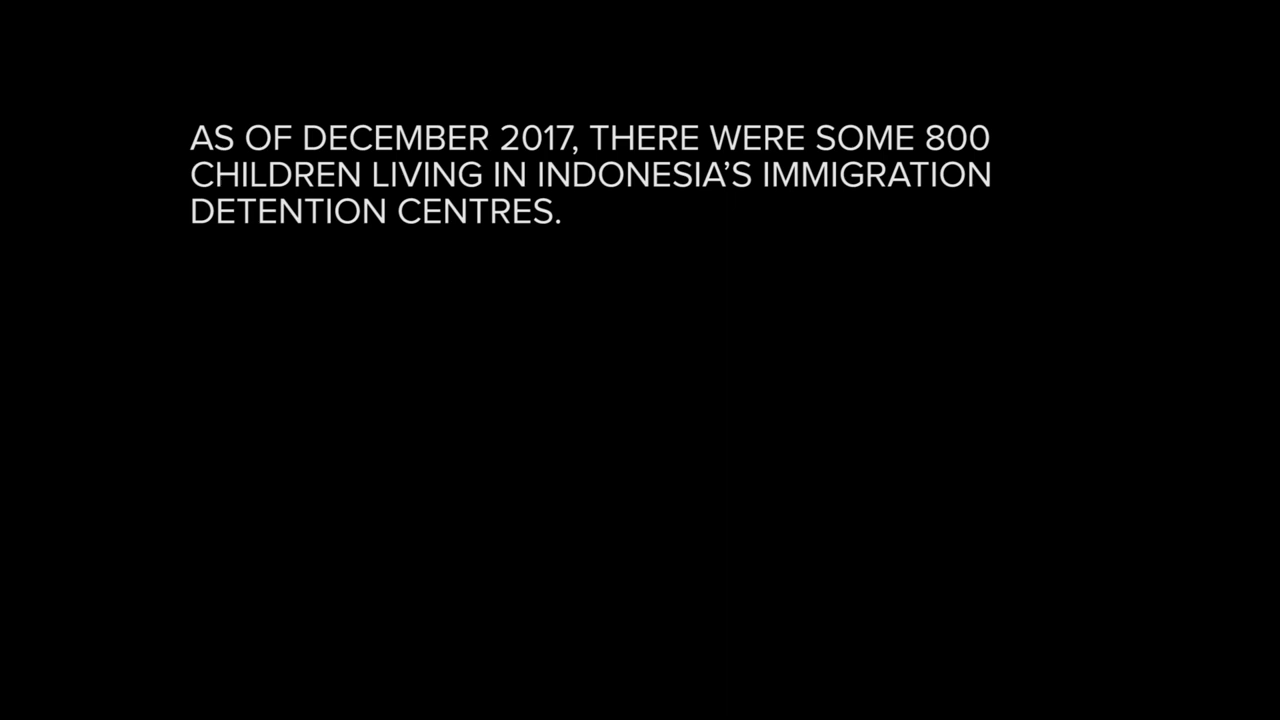 AS OF DECEMBER 2017, THERE WERE SOME 800
CHILDREN LIVING IN INDONESIA’S IMMIGRATION
DETENTION CENTRES.